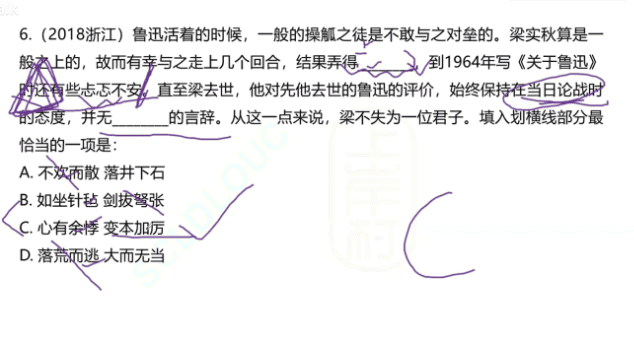 6.（2018浙江）鲁迅活着的时候，一般的操觚之徒是不敢与之对垒的。梁实秋算是一
般之上的，故而有幸与之走上几个回合，结果弄得________，到1964年写《关于鲁迅》
时还有些忐忑不安。直至梁去世，他对先他去世的鲁迅的评价，始终保持在当日论战时
的态度，并无________的言辞。从这一点来说，梁不失为一位君子。填入划横线部分最
恰当的一项是：
A. 不欢而散 落井下石
B. 如坐针毡 剑拔弩张
C. 心有余悸 变本加厉
D. 落荒而逃 大而无当
上岸村